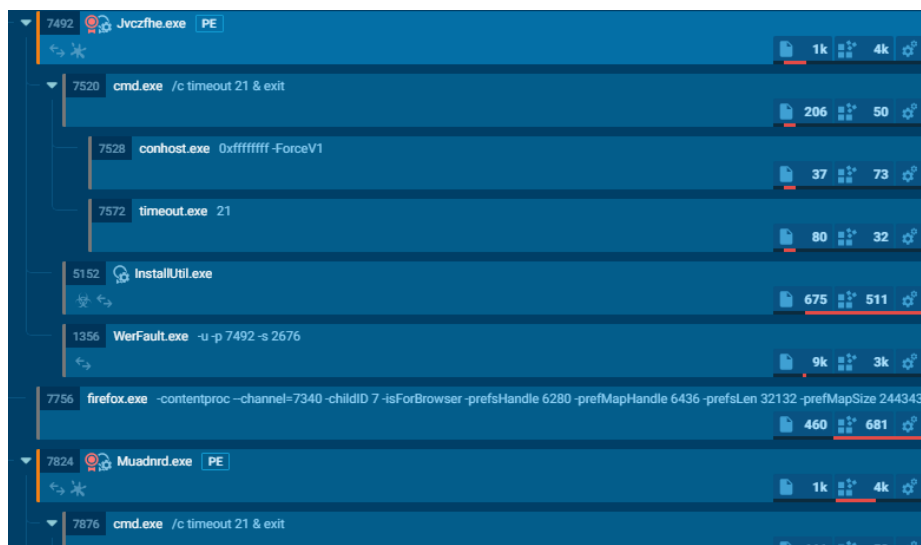 7492 Jvczfhe.exe PE
1k 4k
7520 cmd.exe /c timeout 21 & exit
206 50
7528 conhost.exe 0xffffffff -ForceV1
37 73
7572 timeout.exe 21
80 32
5152 InstallUtil.exe
675 511
1356 WerFault.exe -u -p 7492 -s 2676
9k 3k
7756 firefox.exe -contentproc --channel=7340 -childID 7 -isForBrowser -prefsHandle 6280 -prefMapHandle 6436 -prefsLen 32132 -prefMapSize 244343
460 681
7824 Muadnrd.exe PE
1k 4k
7876 cmd.exe /c timeout 21 & exit